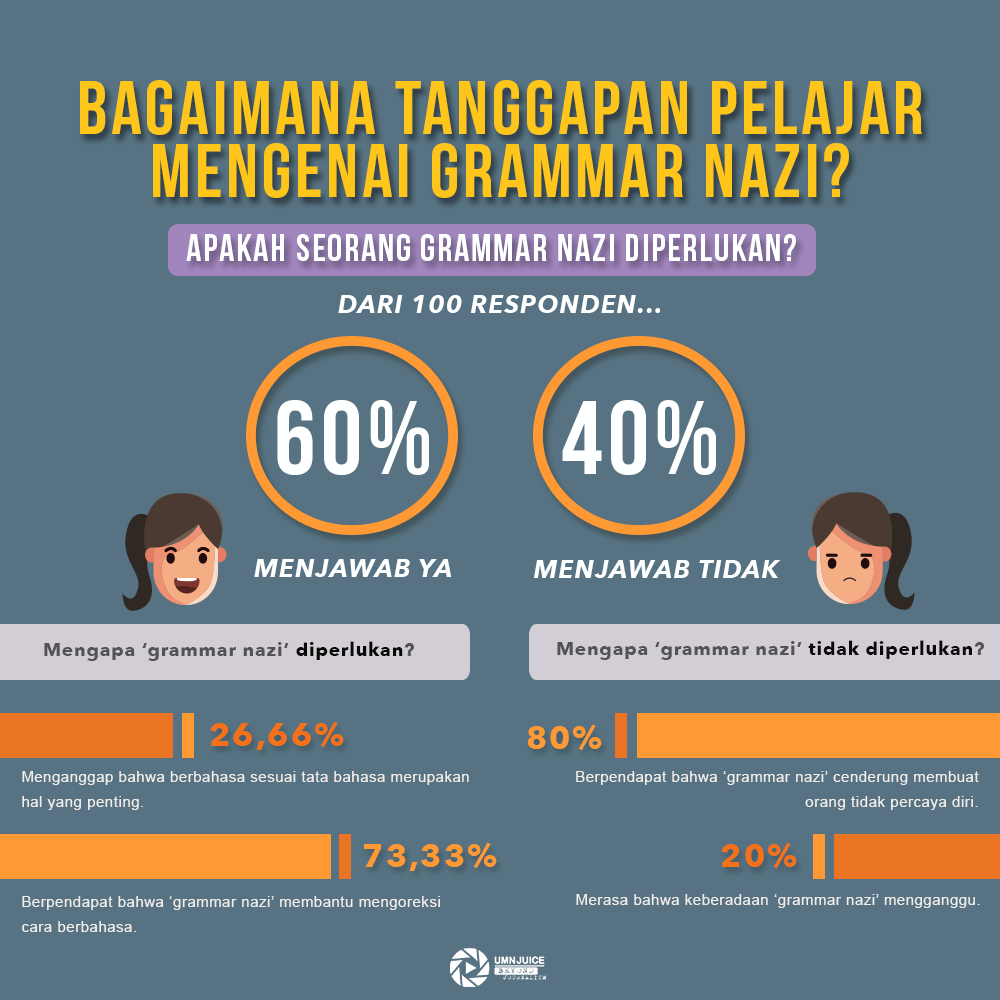 BAGAIMANA TANGGAPAN PELAJAR
MENGENAI GRAMMAR NAZI?
APAKAH SEORANG GRAMMAR NAZI DIPERLUKAN?
DARI 100 RESPONDEN...
60%
MENJAWAB YA
40%
MENJAWAB TIDAK
Mengapa ‘grammar nazi’ diperlukan?
26,66%
Menganggap bahwa berbahasa sesuai tata bahasa merupakan
hal yang penting.
73,33%
Berpendapat bahwa ‘grammar nazi’ membantu mengoreksi
cara berbahasa.
Mengapa ‘grammar nazi’ tidak diperlukan?
80%
Berpendapat bahwa ‘grammar nazi’ cenderung membuat
orang tidak percaya diri.
20%
Merasa bahwa keberadaan ‘grammar nazi’ mengganggu.
UMNJUICE
BEYOND
JOURNALISM